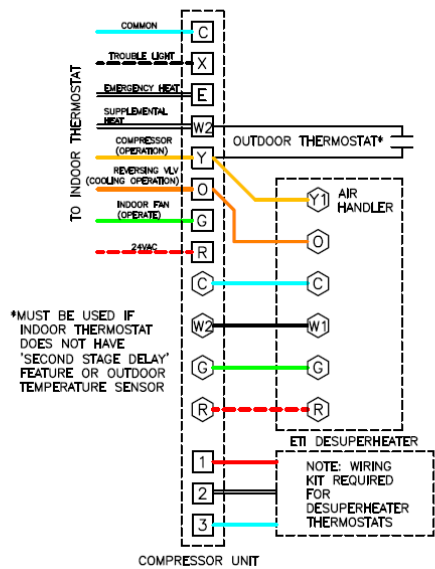 COMMON
C
TROUBLE LIGHT
X
EMERGENCY HEAT
E
SUPPLEMENTAL
HEAT
W2
OUTDOOR THERMOSTAT*
COMPRESSOR
(OPERATION)
Y
REVERSING VLV
(COOLING OPERATION)
O
INDOOR FAN
(OPERATE)
G
24VAC
R
TO INDOOR THERMOSTAT
Y1
AIR
HANDLER
O
C
C
W2
W1
G
G
R
R
*MUST BE USED IF
INDOOR THERMOSTAT
DOES NOT HAVE
'SECOND STAGE DELAY'
FEATURE OR OUTDOOR
TEMPERATURE SENSOR
ETI DESUPERHEATER
1
2
3
NOTE: WIRING
KIT REQUIRED
FOR
DESUPERHEATER
THERMOSTATS
COMPRESSOR UNIT